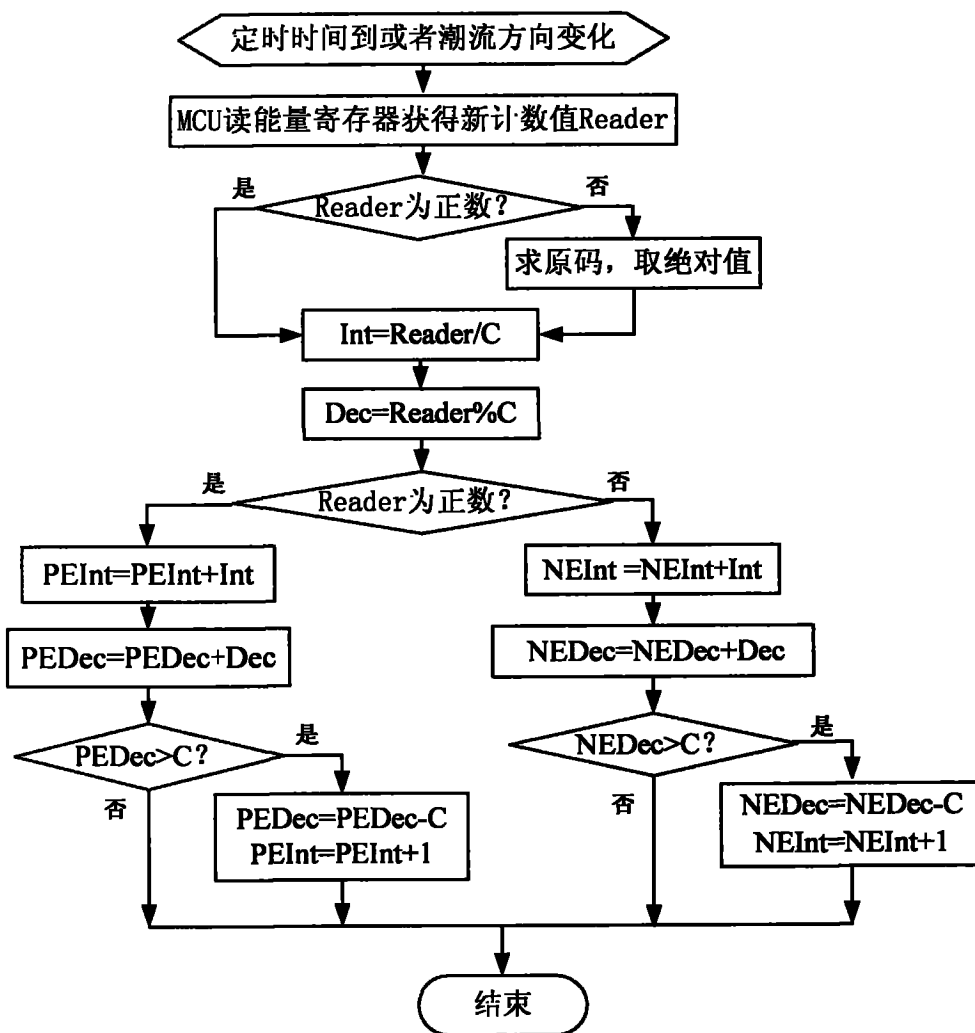 定时时间到或者潮流方向变化
MCU读能量寄存器获得新计数值Reader
是
否
Reader为正数?
求原码，取绝对值
Int=Reader/C
Dec=Reader%C
是
否
Reader为正数?
PEInt=PEInt+Int
NEInt =NEInt+Int
PEDec=PEDec+Dec
NEDec=NEDec+Dec
PEDec>C?
是
NEDec>C?
是
否
否
PEDec=PEDec-C
PEInt=PEInt+1
NEDec=NEDec-C
NEInt=NEInt+1
结束